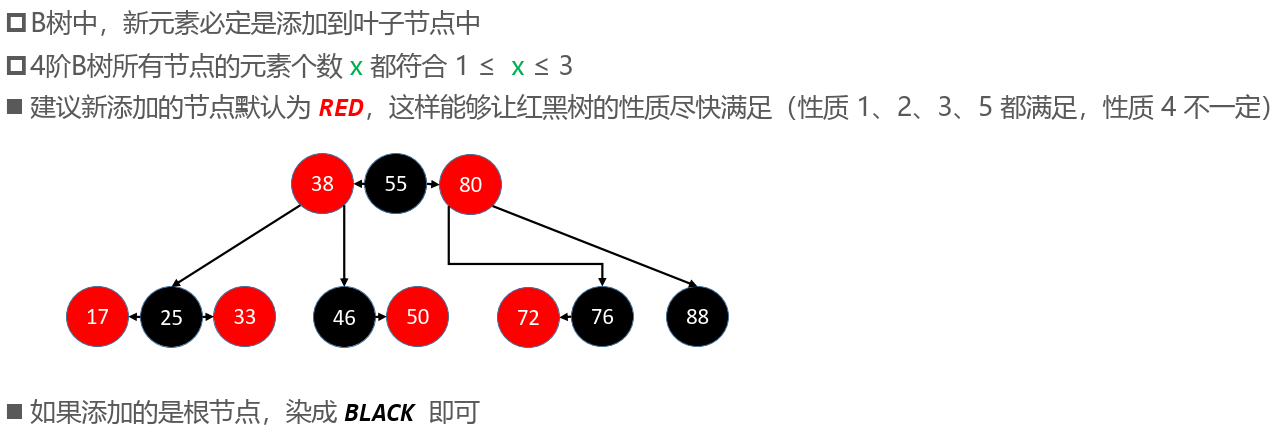 B树中，新元素必定是添加到叶子节点中
4阶B树所有节点的元素个数 x 都符合 1 ≤ x ≤ 3
建议新添加的节点默认为 RED，这样能够让红黑树的性质尽快满足（性质 1、2、3、5 都满足，性质 4 不一定）
38 55 80
17 25 33 46 50 72 76 88
如果添加的是根节点，染成 BLACK 即可